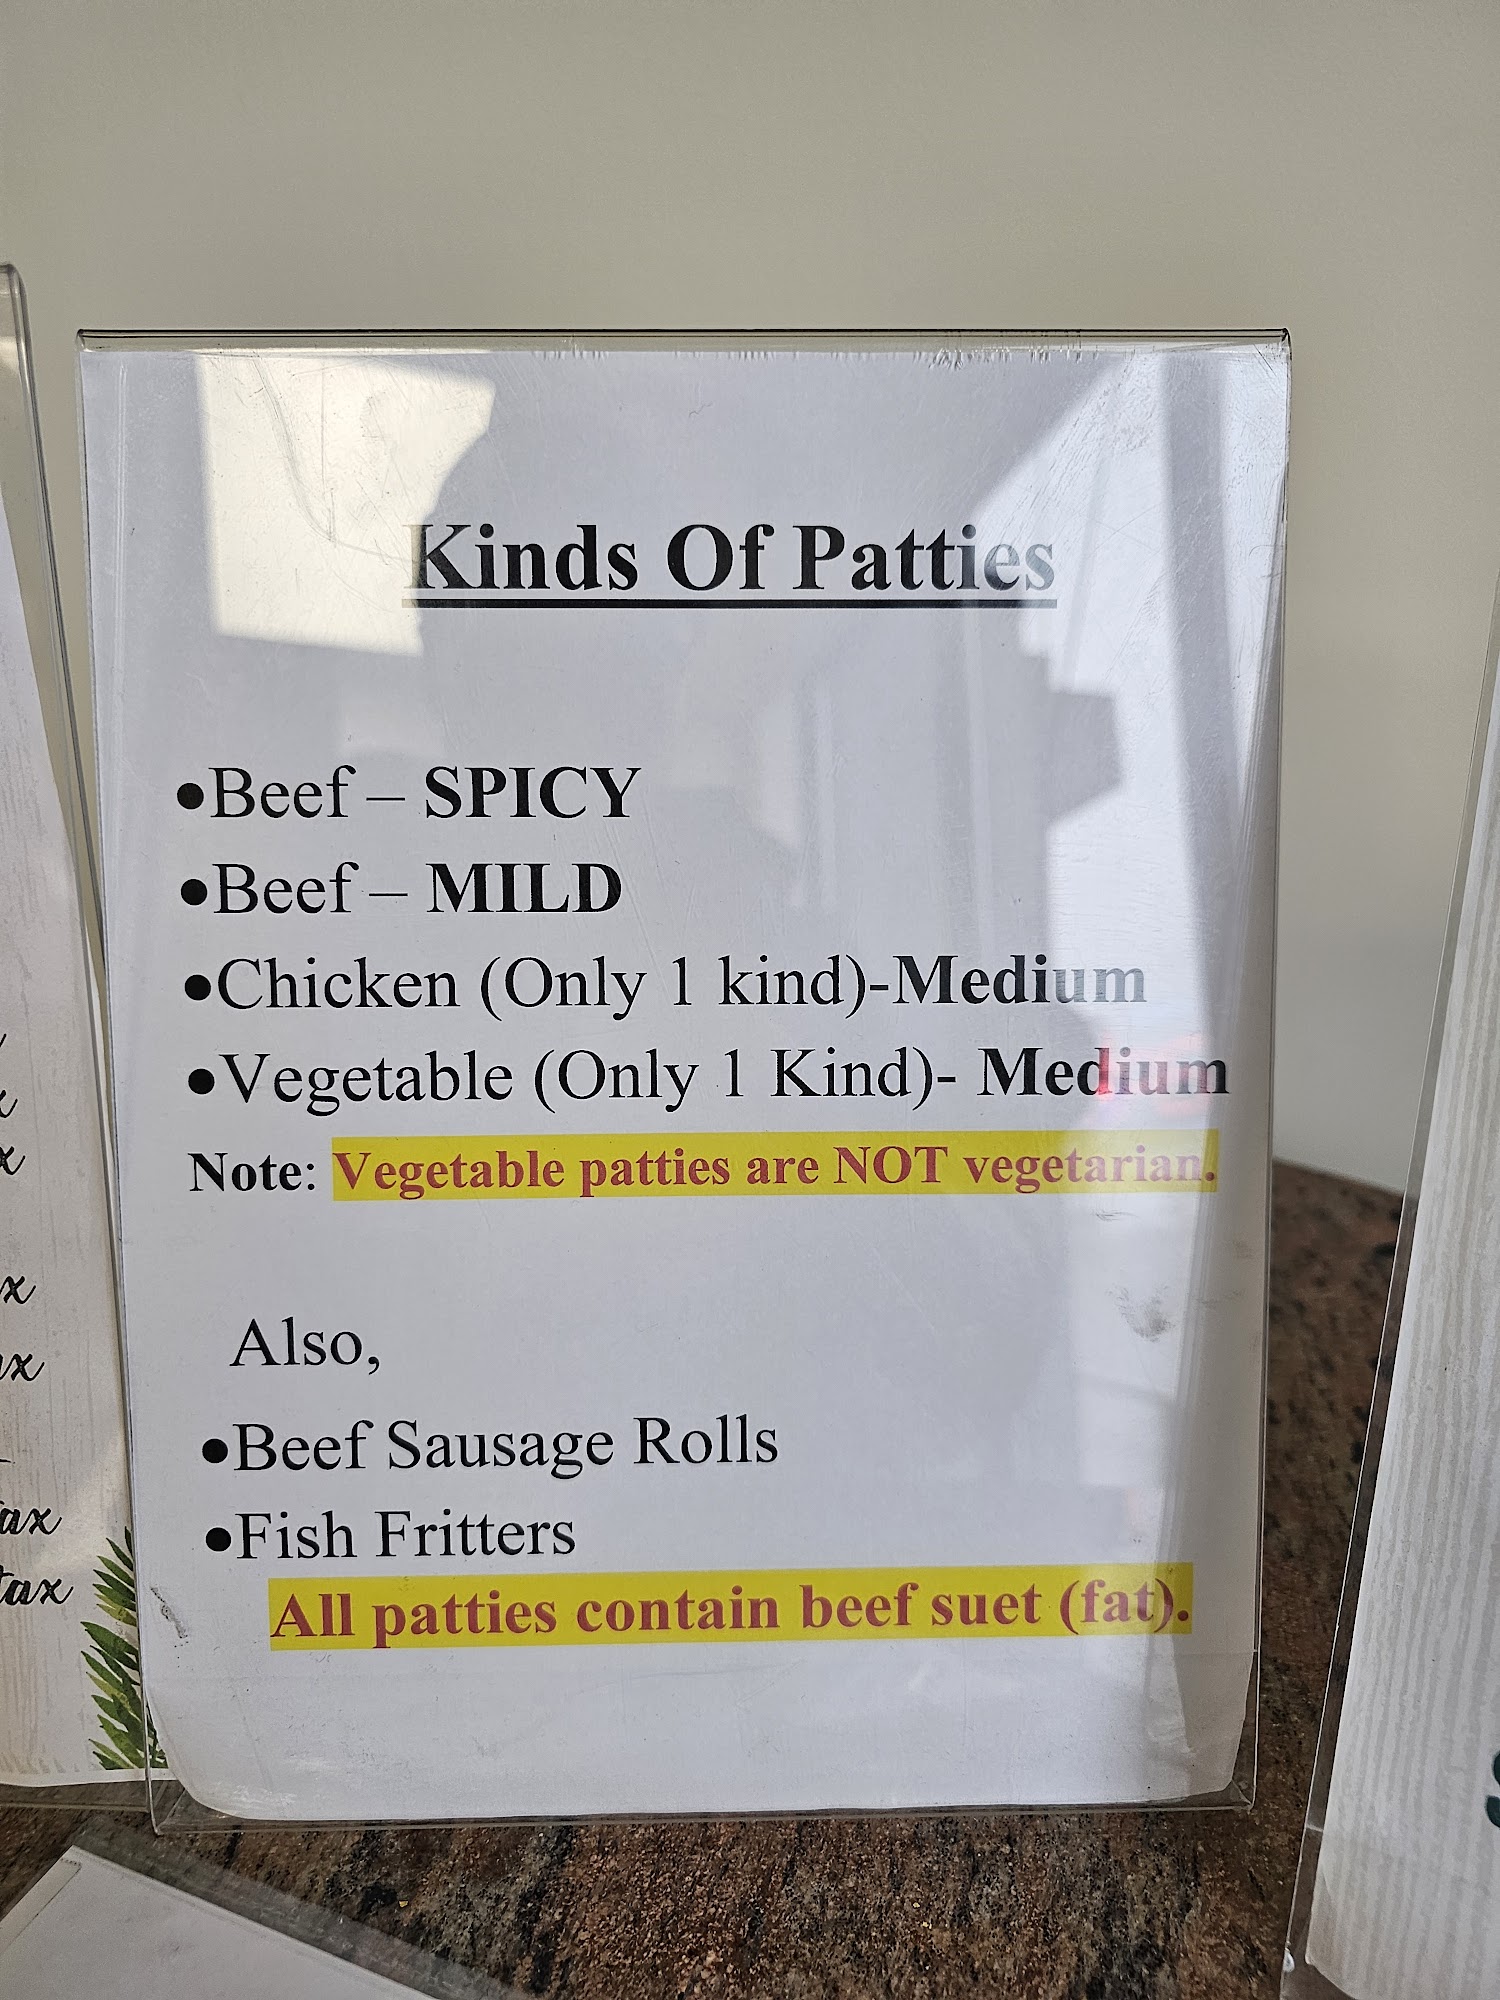 Kinds Of Patties
•Beef – SPICY
•Beef – MILD
•Chicken (Only 1 kind)-Medium
•Vegetable (Only 1 Kind)- Medium
Note: Vegetable patties are NOT vegetarian.
Also,
•Beef Sausage Rolls
•Fish Fritters
All patties contain beef suet (fat).
tax